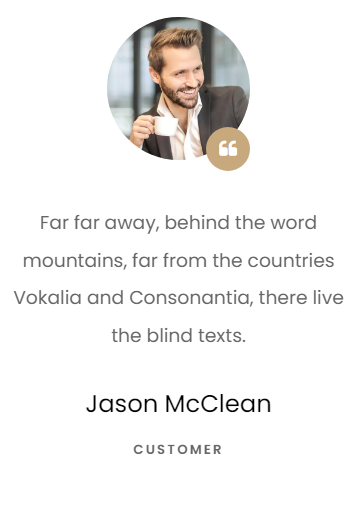 Far far away, behind the word
mountains, far from the countries
Vokalia and Consonantia, there live
the blind texts.
Jason McClean
CUSTOMER